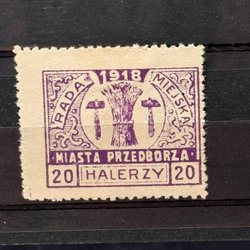 1918
RADA MIEJSKA
MIASTA PRZEDBORZA
20 HALERZY 20